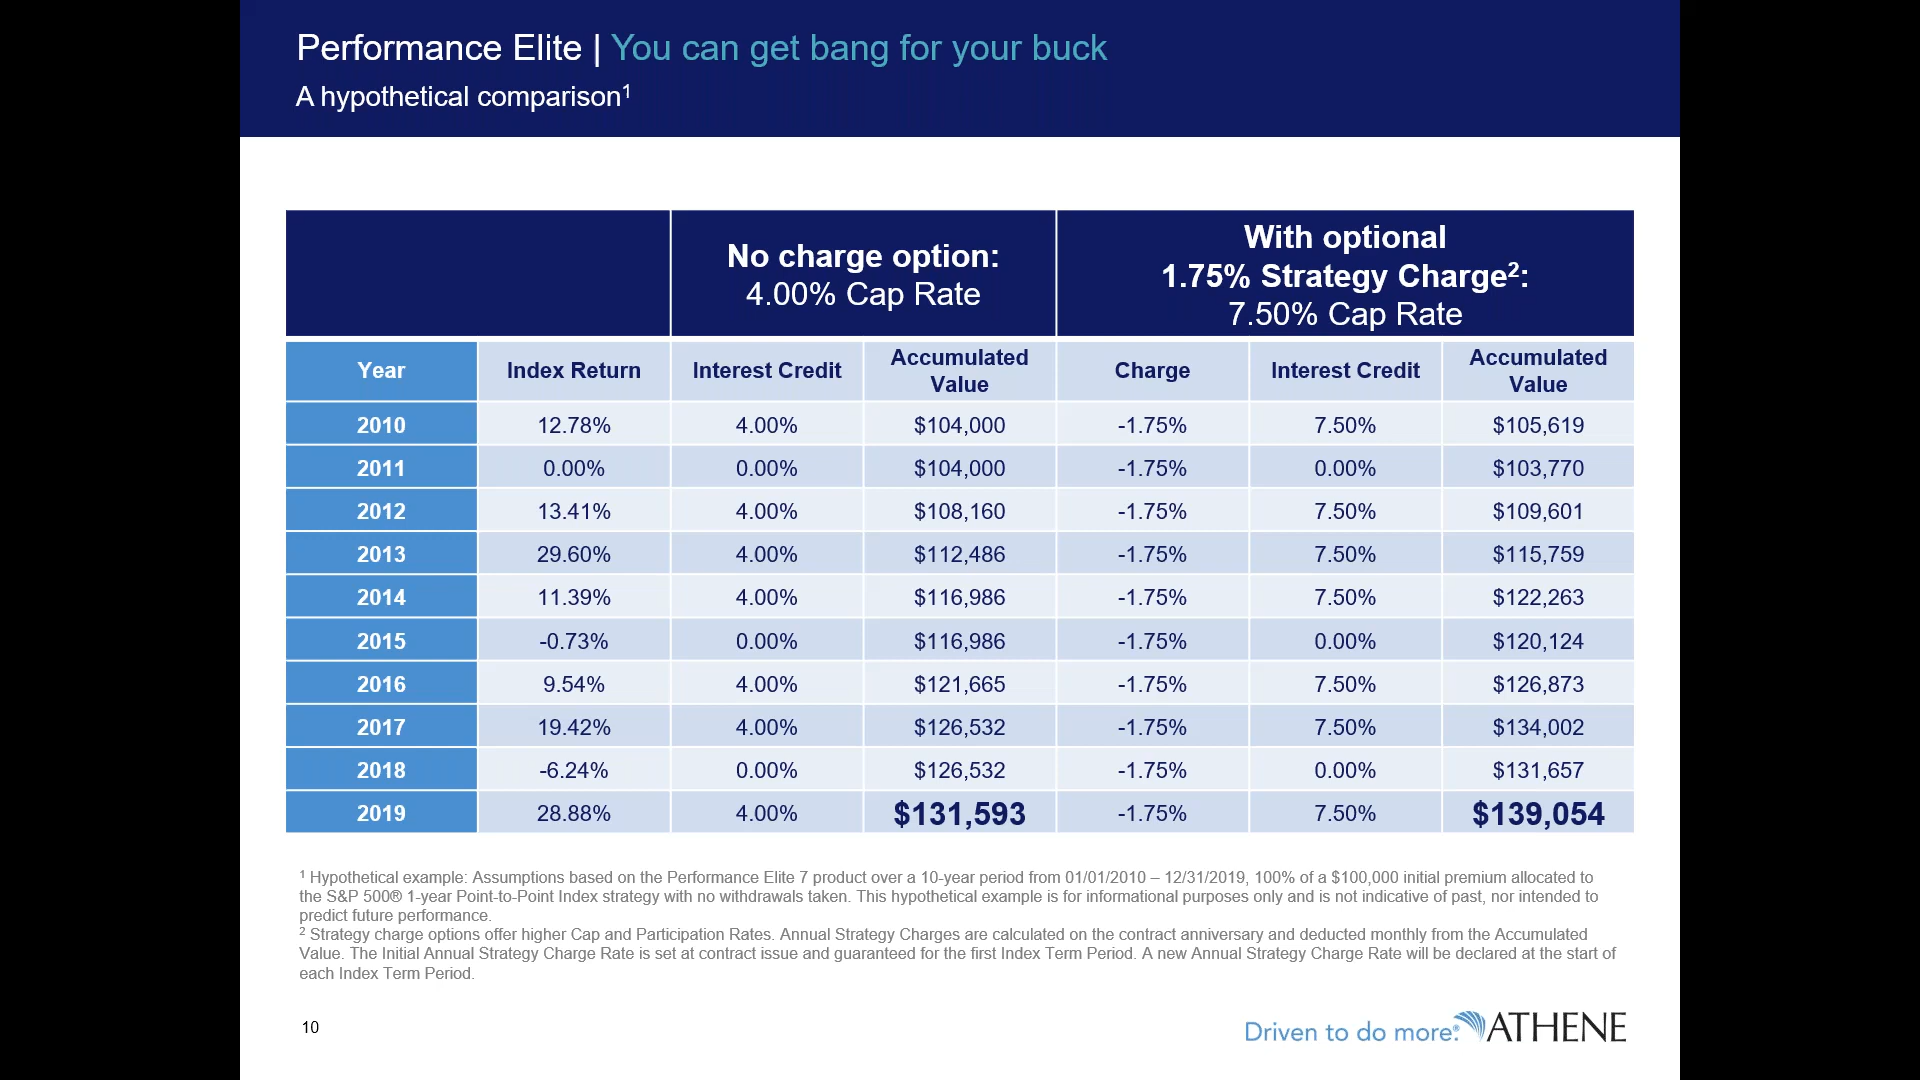 Performance Elite | You can get bang for your buck
A hypothetical comparison¹
No charge option:
4.00% Cap Rate
With optional
1.75% Strategy Charge²:
7.50% Cap Rate
Year Index Return Interest Credit Accumulated Value Charge Interest Credit Accumulated Value
2010 12.78% 4.00% $104,000 -1.75% 7.50% $105,619
2011 0.00% 0.00% $104,000 -1.75% 0.00% $103,770
2012 13.41% 4.00% $108,160 -1.75% 7.50% $109,601
2013 29.60% 4.00% $112,486 -1.75% 7.50% $115,759
2014 11.39% 4.00% $116,986 -1.75% 7.50% $122,263
2015 -0.73% 0.00% $116,986 -1.75% 0.00% $120,124
2016 9.54% 4.00% $121,665 -1.75% 7.50% $126,873
2017 19.42% 4.00% $126,532 -1.75% 7.50% $134,002
2018 -6.24% 0.00% $126,532 -1.75% 0.00% $131,657
2019 28.88% 4.00% $131,593 -1.75% 7.50% $139,054
¹ Hypothetical example: Assumptions based on the Performance Elite 7 product over a 10-year period from 01/01/2010 – 12/31/2019, 100% of a $100,000 initial premium allocated to
the S&P 500® 1-year Point-to-Point Index strategy with no withdrawals taken. This hypothetical example is for informational purposes only and is not indicative of past, nor intended to
predict future performance.
² Strategy charge options offer higher Cap and Participation Rates. Annual Strategy Charges are calculated on the contract anniversary and deducted monthly from the Accumulated
Value. The Initial Annual Strategy Charge Rate is set at contract issue and guaranteed for the first Index Term Period. A new Annual Strategy Charge Rate will be declared at the start of
each Index Term Period.
10
Driven to do more.® ATHENE